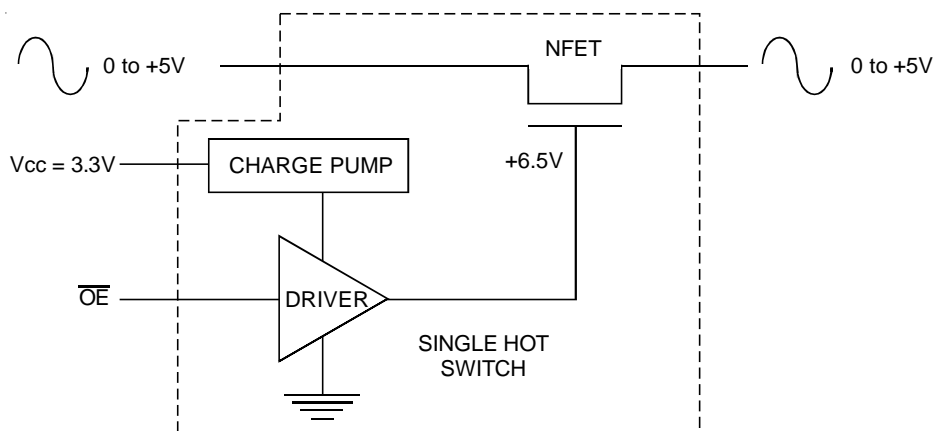 NFET
0 to +5V
0 to +5V
Vcc = 3.3V
CHARGE PUMP
+6.5V
OE
DRIVER
SINGLE HOT
SWITCH